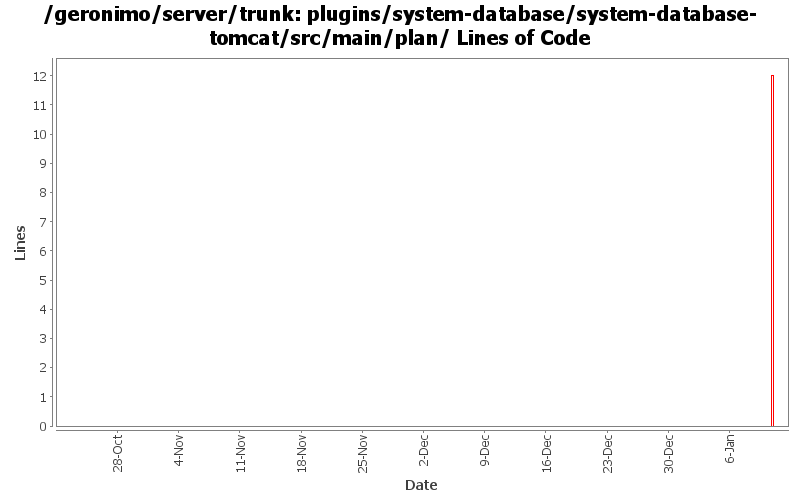 /geronimo/server/trunk: plugins/system-database/system-database-
tomcat/src/main/plan/ Lines of Code
12
11
10
9
8
7
6
5
4
3
2
1
0
Lines
28-Oct
4-Nov
11-Nov
18-Nov
25-Nov
2-Dec
9-Dec
16-Dec
23-Dec
30-Dec
6-Jan
Date